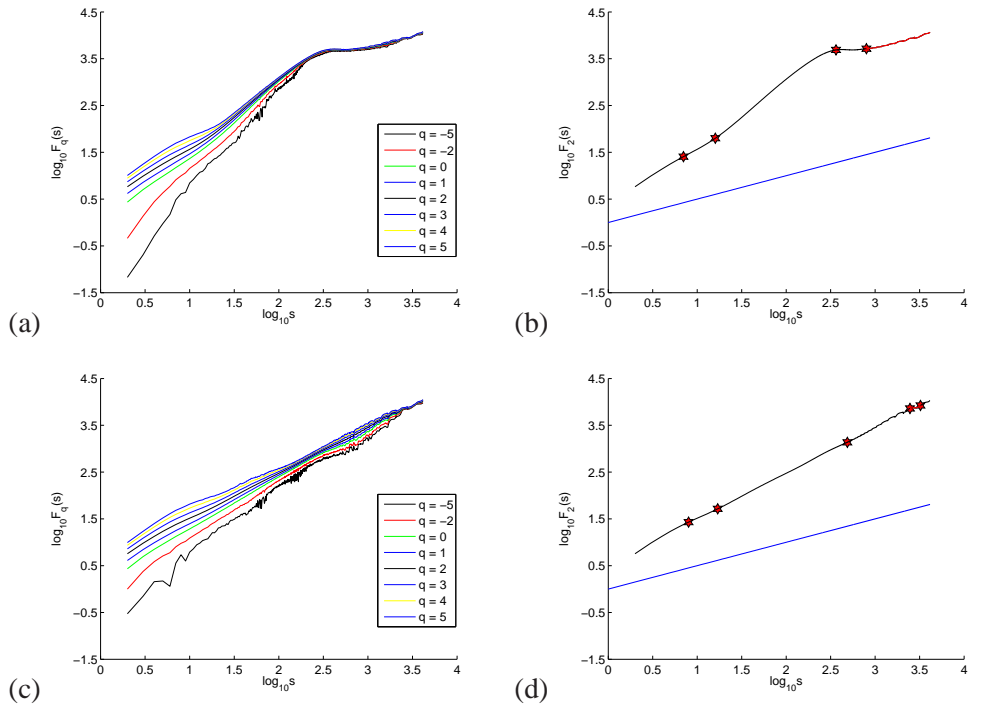 4.5
3.5
2.5
1.5
0.5
−0.5
−1.5
0 0.5 1 1.5 2 2.5 3 3.5 4
log10s
log10Fq(s)
q = −5
q = −2
q = 0
q = 1
q = 2
q = 3
q = 4
q = 5
(a)
4.5
3.5
2.5
1.5
0.5
−0.5
−1.5
0 0.5 1 1.5 2 2.5 3 3.5 4
log10s
log10F2(s)
(b)
4.5
3.5
2.5
1.5
0.5
−0.5
−1.5
0 0.5 1 1.5 2 2.5 3 3.5 4
log10s
log10Fq(s)
q = −5
q = −2
q = 0
q = 1
q = 2
q = 3
q = 4
q = 5
(c)
4.5
3.5
2.5
1.5
0.5
−0.5
−1.5
0 0.5 1 1.5 2 2.5 3 3.5 4
log10s
log10F2(s)
(d)